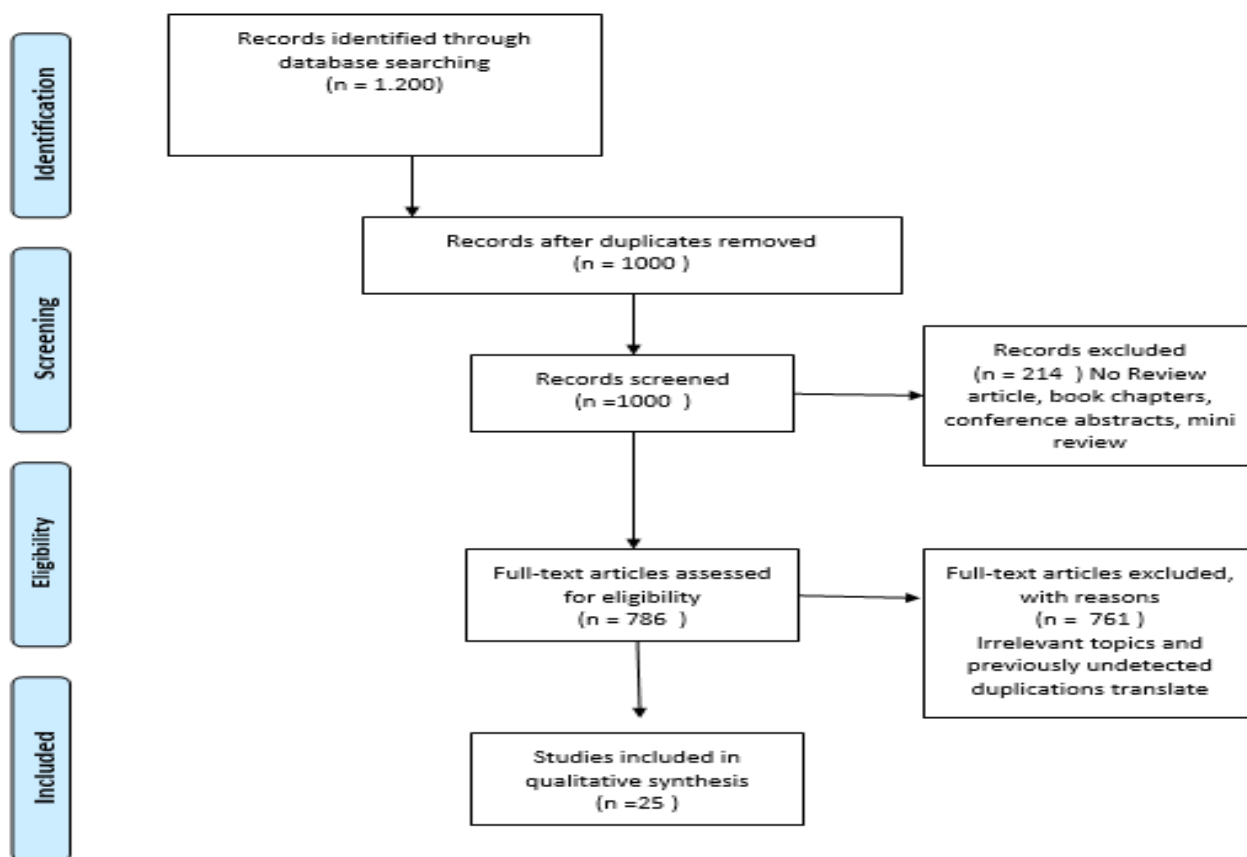 Identification
Records identified through
database searching
(n = 1.200)
Records after duplicates removed
(n = 1000 )
Screening
Records screened
(n =1000 )
Records excluded
(n = 214 ) No Review
article, book chapters,
conference abstracts, mini
review
Eligibility
Full-text articles assessed
for eligibility
(n = 786 )
Full-text articles excluded,
with reasons
(n = 761 )
Irrelevant topics and
previously undetected
duplications translate
Included
Studies included in
qualitative synthesis
(n =25 )